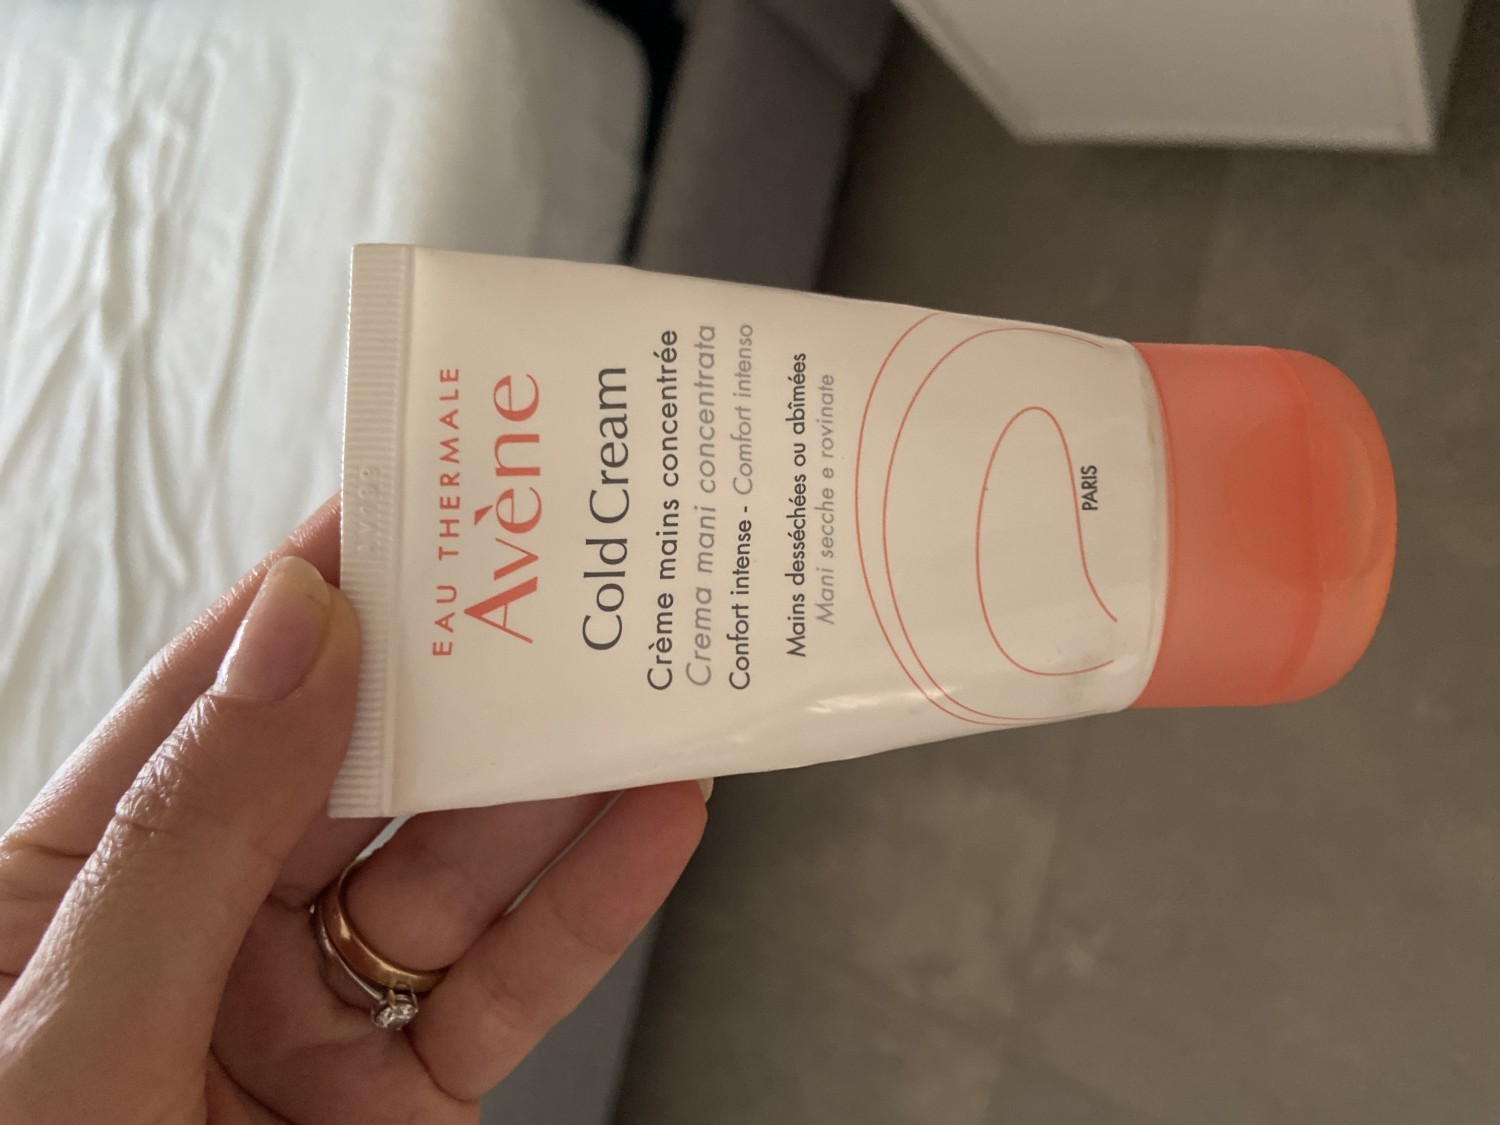 EAU THERMALE
Avène
Cold Cream
Crème mains concentrée
Crema mani concentrata
Confort intense - Comfort intenso
Mains desséchées ou abîmées
Mani secche e rovinate
PARIS